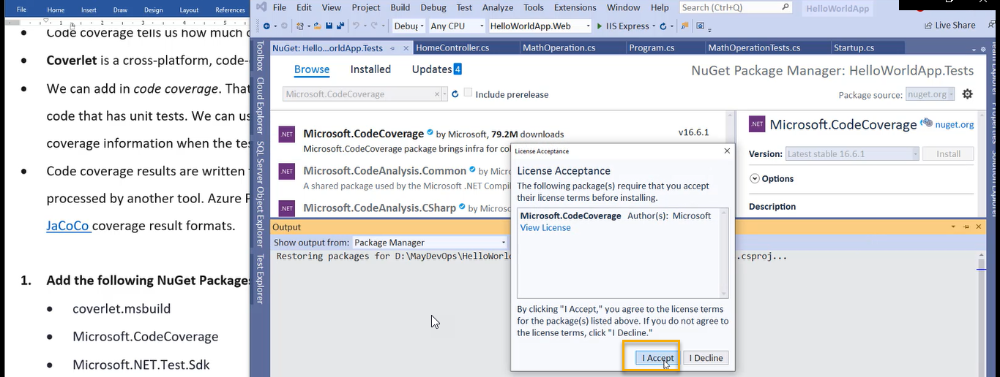 File Home Insert Draw Design Layout References
Code coverage tells us how much
Coverlet is a cross-platform, code-
We can add in code coverage. That
code that has unit tests. We can us
coverage information when the tes
Code coverage results are written
processed by another tool. Azure P
JaCoCo coverage result formats.
1. Add the following NuGet Packages
coverlet.msbuild
Microsoft.CodeCoverage
Microsoft.NET.Test.Sdk
File Edit View Project Build Debug Test Analyze Tools Extensions Window Help Search (Ctrl+Q) HelloWorldApp
Debug Any CPU HelloWorldApp.Web IIS Express Live Share
NuGet: Hello...orldApp.Tests HomeController.cs MathOperation.cs Program.cs MathOperationTests.cs Startup.cs
Toolbox
Cloud Explorer
SQL Server Object Explorer
Test Explorer
Browse Installed Updates 4 NuGet Package Manager: HelloWorldApp.Tests
Microsoft.CodeCoverage Include prerelease Package source: nuget.org
.NET Microsoft.CodeCoverage by Microsoft, 79.2M downloads v16.6.1
Microsoft.CodeCoverage package brings infra for col
.NET Microsoft.CodeAnalysis.Common by Micro
A shared package used by the Microsoft .NET Compil
.NET Microsoft.CodeAnalysis.CSharp by Microso
.NET Microsoft.CodeCoverage nuget.org
Version: Latest stable 16.6.1 Install
Options
Description
License Acceptance
License Acceptance
The following package(s) require that you accept
their license terms before installing.
Microsoft.CodeCoverage Author(s): Microsoft
View License
By clicking "I Accept," you agree to the license terms
for the package(s) listed above. If you do not agree to
the license terms, click "I Decline."
I Accept I Decline
Output
Show output from: Package Manager
Restoring packages for D:\MayDevOps\HelloWorl .csproj...
Team Explorer
Properties
Solution Explorer